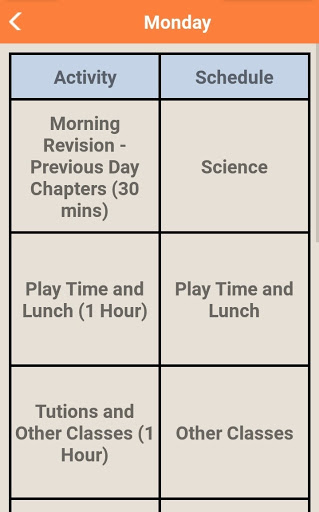 Monday
Activity
Schedule
Morning
Revision -
Previous Day
Chapters (30
mins)
Science
Play Time and
Lunch (1 Hour)
Play Time and
Lunch
Tutions and
Other Classes (1
Hour)
Other Classes